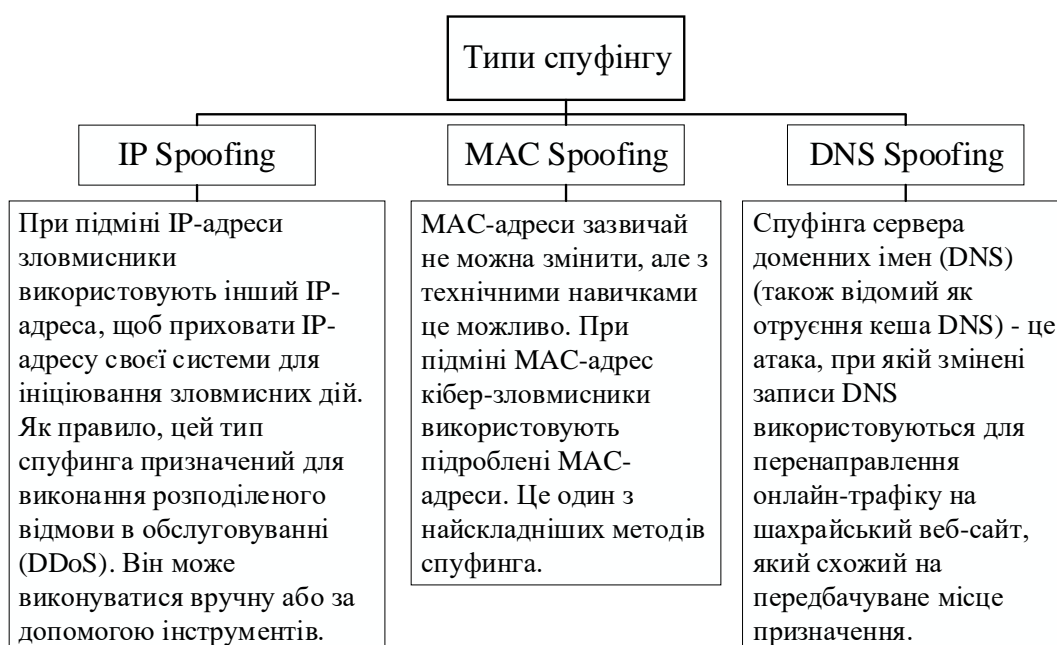 Типи спуфінгу
IP Spoofing
MAC Spoofing
DNS Spoofing
При підміні IP-адреси
зловмисники
використовують інший IP-
адреса, щоб приховати IP-
адресу своєї системи для
ініціювання зловмисних дій.
Як правило, цей тип
спуфинга призначений для
виконання розподіленого
відмови в обслуговуванні
(DDoS). Він може
виконуватися вручну або за
допомогою інструментів.
MAC-адреси зазвичай
не можна змінити, але з
технічними навичками
це можливо. При
підміні MAC-адрес
кібер-зловмисники
використовують
підроблені MAC-
адреси. Це один з
найскладніших методів
спуфинга.
Спуфінга сервера
доменних імен (DNS)
(також відомий як
отруєння кеша DNS) - це
атака, при якій змінені
записи DNS
використовуються для
перенаправлення
онлайн-трафіку на
шахрайський веб-сайт,
який схожий на
передбачуване місце
призначення.